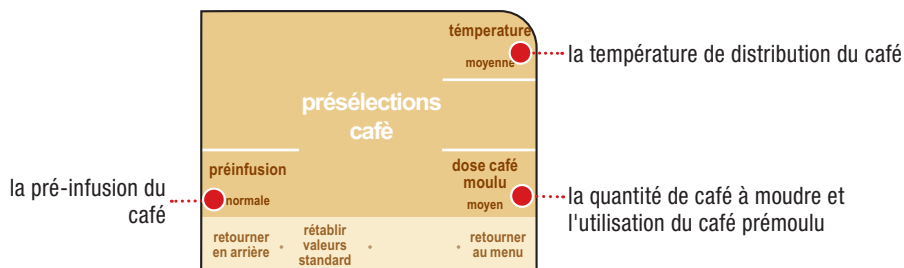 témperature
moyenne
la température de distribution du café
présélections
cafè
préinfusion
normale
la pré-infusion du
café
dose café
moulu
moyen
la quantité de café à moudre et
l'utilisation du café prémoulu
retourner
en arrière
rétablir
valeurs
standard
retourner
au menu